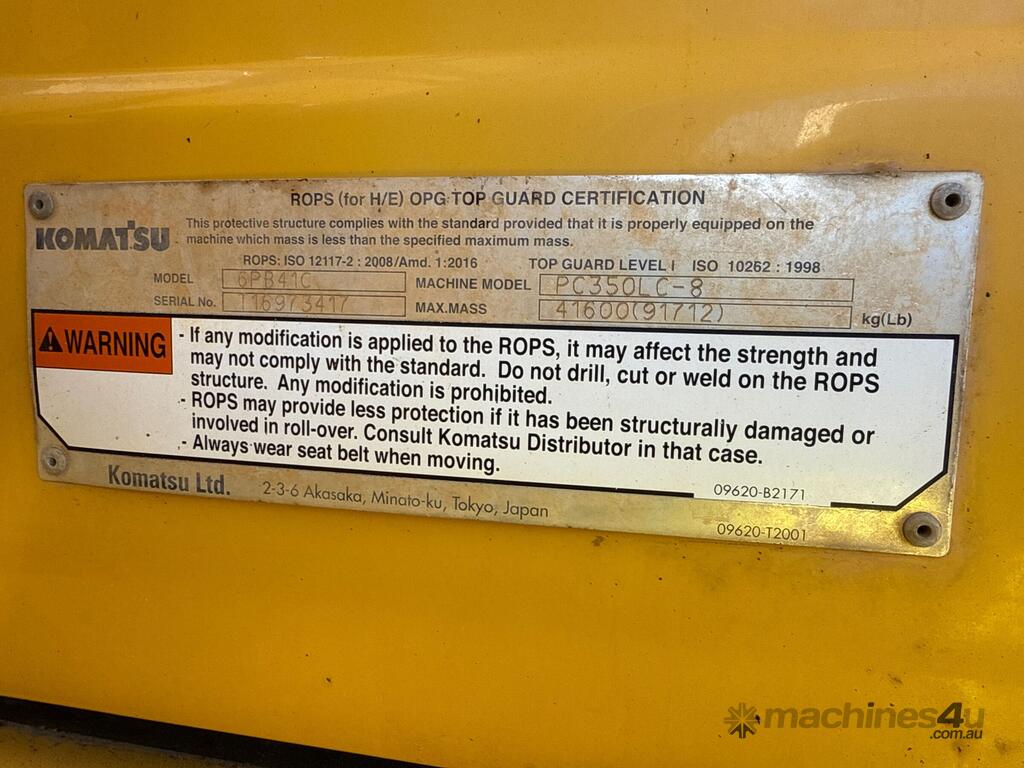 ROPS (for H/E) OPG TOP GUARD CERTIFICATION
KOMATSU
This protective structure complies with the standard provided that it is properly equipped on the
machine which mass is less than the specified maximum mass.
ROPS: ISO 12117-2 : 2008/Amd. 1:2016 TOP GUARD LEVEL I ISO 10262 : 1998
MODEL 6PB41C MACHINE MODEL PC350LC-8
SERIAL No. T16973417 MAX.MASS 41600(91712) kg(Lb)
WARNING
- If any modification is applied to the ROPS, it may affect the strength and
may not comply with the standard. Do not drill, cut or weld on the ROPS
structure. Any modification is prohibited.
- ROPS may provide less protection if it has been structurally damaged or
involved in roll-over. Consult Komatsu Distributor in that case.
- Always wear seat belt when moving.
09620-B2171
Komatsu Ltd. 2-3-6 Akasaka, Minato-ku, Tokyo, Japan
09620-T2001
machines4u
.com.au